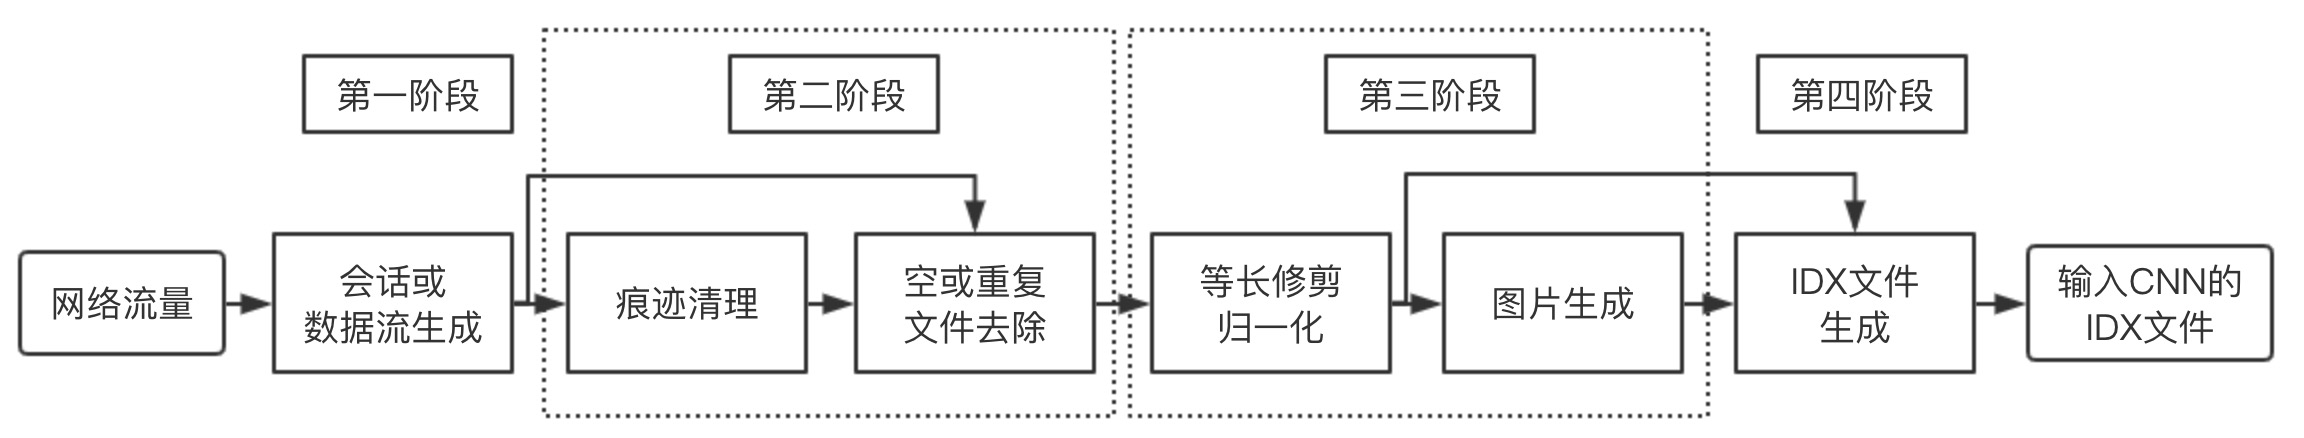 第一阶段
第二阶段
第三阶段
第四阶段
网络流量
会话或
数据流生成
痕迹清理
空或重复
文件去除
等长修剪
归一化
图片生成
IDX文件
生成
输入CNN的
IDX文件